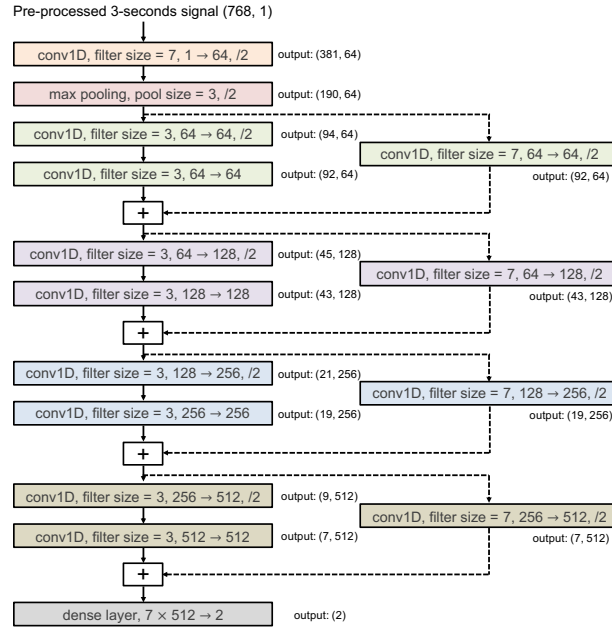 Pre-processed 3-seconds signal (768, 1)
conv1D, filter size = 7, 1 → 64, /2
output: (381, 64)
max pooling, pool size = 3, /2
output: (190, 64)
conv1D, filter size = 3, 64 → 64, /2
output: (94, 64)
conv1D, filter size = 7, 64 → 64, /2
conv1D, filter size = 3, 64 → 64
output: (92, 64)
output: (92, 64)
+
conv1D, filter size = 3, 64 → 128, /2
output: (45, 128)
conv1D, filter size = 7, 64 → 128, /2
conv1D, filter size = 3, 128 → 128
output: (43, 128)
output: (43, 128)
+
conv1D, filter size = 3, 128 → 256, /2
output: (21, 256)
conv1D, filter size = 7, 128 → 256, /2
conv1D, filter size = 3, 256 → 256
output: (19, 256)
output: (19, 256)
+
conv1D, filter size = 3, 256 → 512, /2
output: (9, 512)
conv1D, filter size = 7, 256 → 512, /2
conv1D, filter size = 3, 512 → 512
output: (7, 512)
output: (7, 512)
+
dense layer, 7 × 512 → 2
output: (2)